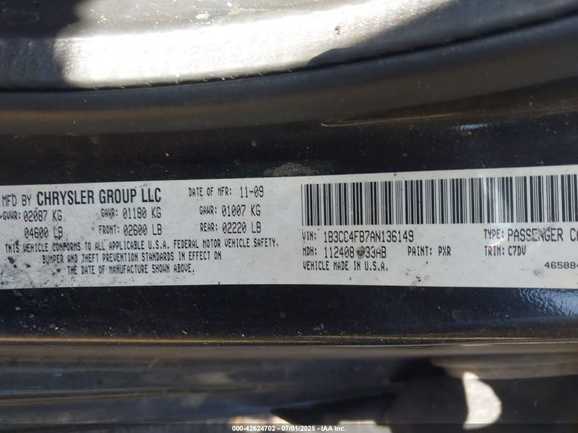 MFD BY CHRYSLER GROUP LLC DATE OF MFR: 11-09
GVWR: 02087 KG GAWR: 01180 KG GAWR: 01007 KG
04600 LB FRONT: 02600 LB REAR: 02220 LB
THIS VEHICLE CONFORMS TO ALL APPLICABLE U.S.A. FEDERAL MOTOR VEHICLE SAFETY,
BUMPER AND THEFT PREVENTION STANDARDS IN EFFECT ON
THE DATE OF MANUFACTURE SHOWN ABOVE.
VIN: 1B3CC4FB7AN136149 TYPE: PASSENGER
MDH: 112408 33AB PAINT: PXR TRIM: C7DV
VEHICLE MADE IN U.S.A. 46588
000-42624702 - 07/01/2025 - IAA Inc.